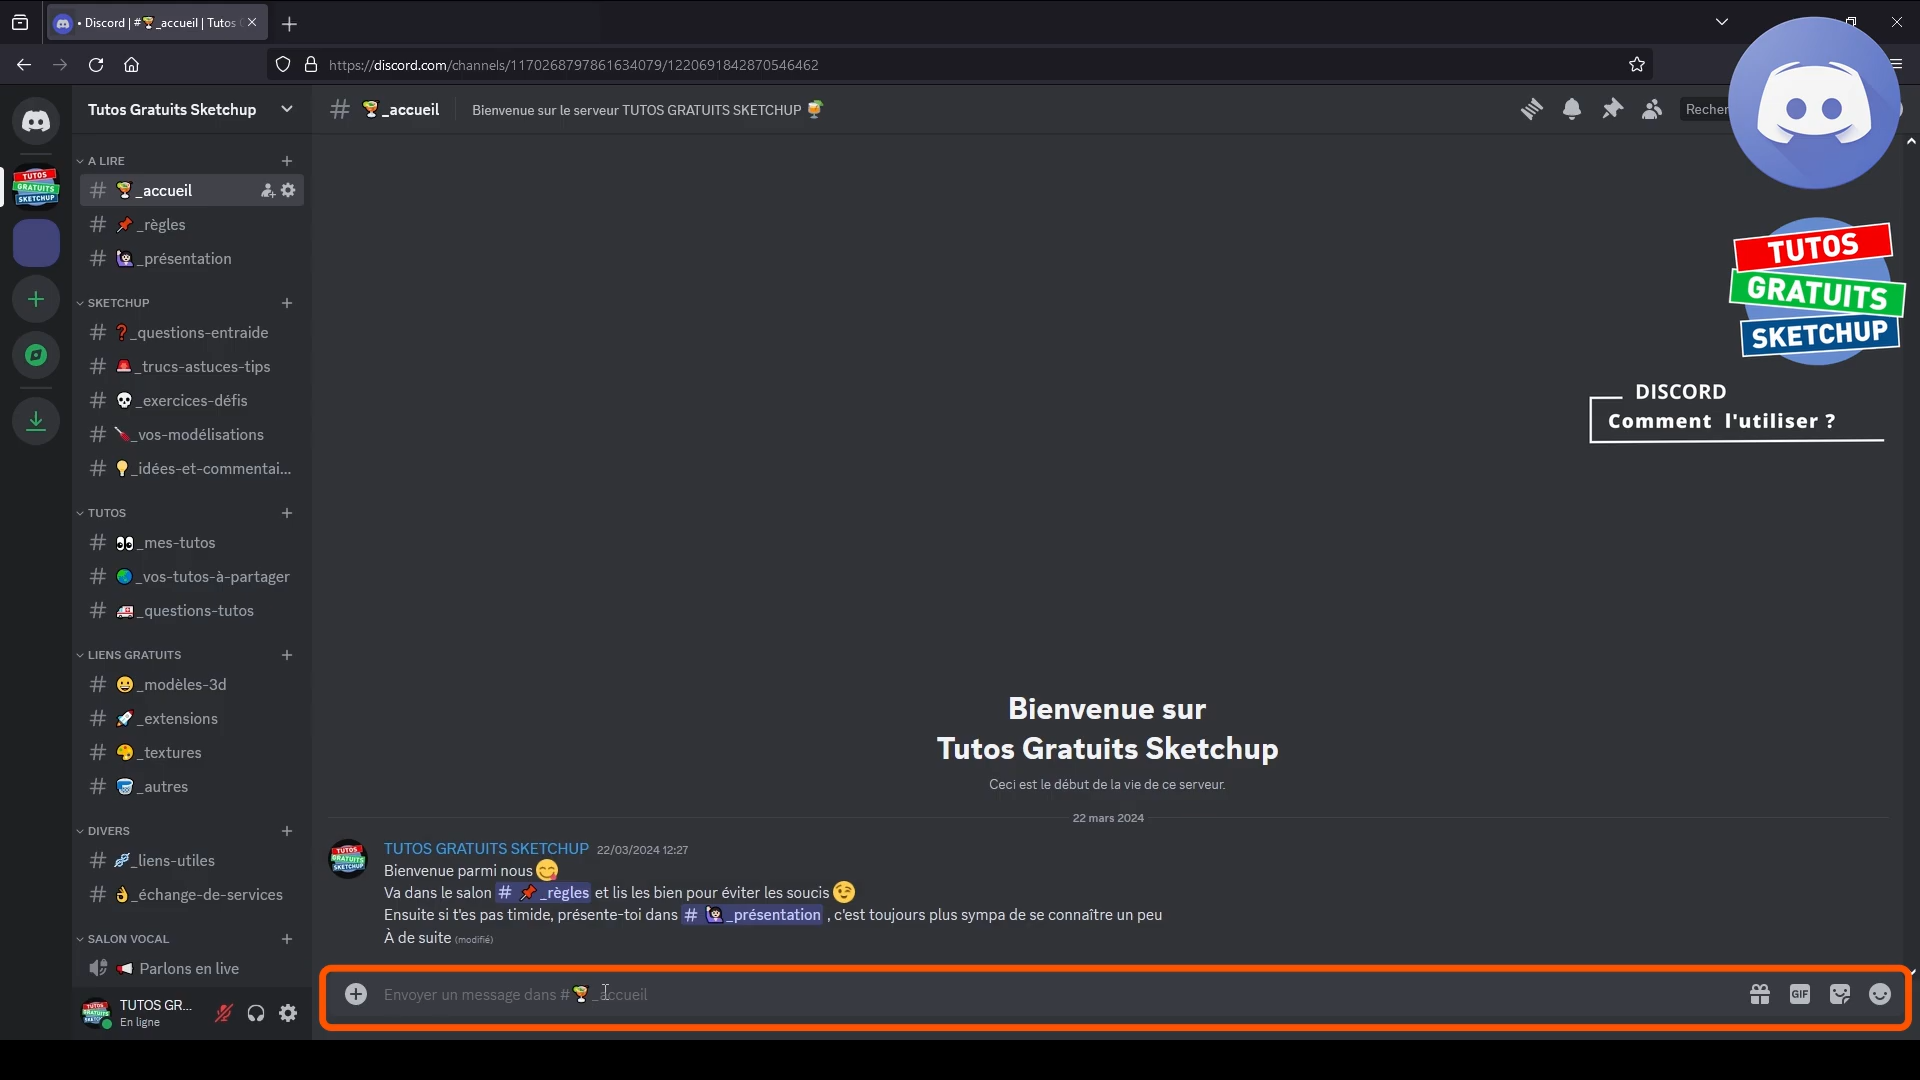 • Discord | #🍹_accueil | Tutos
https://discord.com/channels/1170268797861634079/1220691842870546462
Tutos Gratuits Sketchup
# 🍹_accueil
Bienvenue sur le serveur TUTOS GRATUITS SKETCHUP 🍹
Recher
A LIRE
# 🍹_accueil
# 📌_règles
# 🙋🏻_présentation
SKETCHUP
# ❓_questions-entraide
# 🚨_trucs-astuces-tips
# 💀_exercices-défis
# 🪛_vos-modélisations
# 💡_idées-et-commentai...
TUTOS
# 👀_mes-tutos
# 🌍_vos-tutos-à-partager
# 🚑_questions-tutos
LIENS GRATUITS
# 😀_modèles-3d
# 🚀_extensions
# 🎨_textures
# 🪣_autres
DIVERS
# 🔗_liens-utiles
# 👌_échange-de-services
SALON VOCAL
📢 Parlons en live
TUTOS GR...
En ligne
TUTOS
GRATUITS
SKETCHUP
DISCORD
Comment l'utiliser ?
Bienvenue sur
Tutos Gratuits Sketchup
Ceci est le début de la vie de ce serveur.
22 mars 2024
TUTOS GRATUITS SKETCHUP 22/03/2024 12:27
Bienvenue parmi nous 😋
Va dans le salon # 📌_règles et lis les bien pour éviter les soucis 😉
Ensuite si t'es pas timide, présente-toi dans # 🙋🏻_présentation , c'est toujours plus sympa de se connaître un peu
À de suite (modifié)
Envoyer un message dans #🍹_accueil
GIF
TUTOS
GRATUITS
SKETCHUP
TUTOS
GRATUITS
SKETCHUP